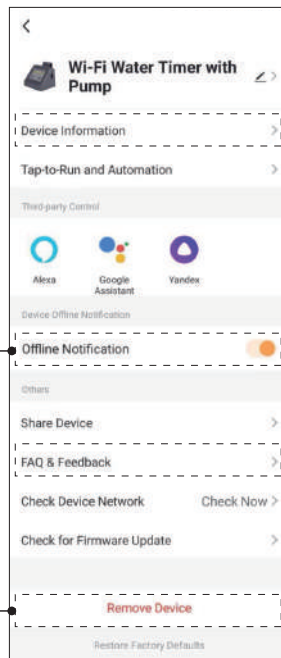 Wi-Fi Water Timer with
Pump
Device Information
Tap-to-Run and Automation
Third-party Control
Alexa
Google
Assistant
Yandex
Device Offline Notification
Offline Notification
Others
Share Device
FAQ & Feedback
Check Device Network Check Now
Check for Firmware Update
Remove Device
Restore Factory Defaults